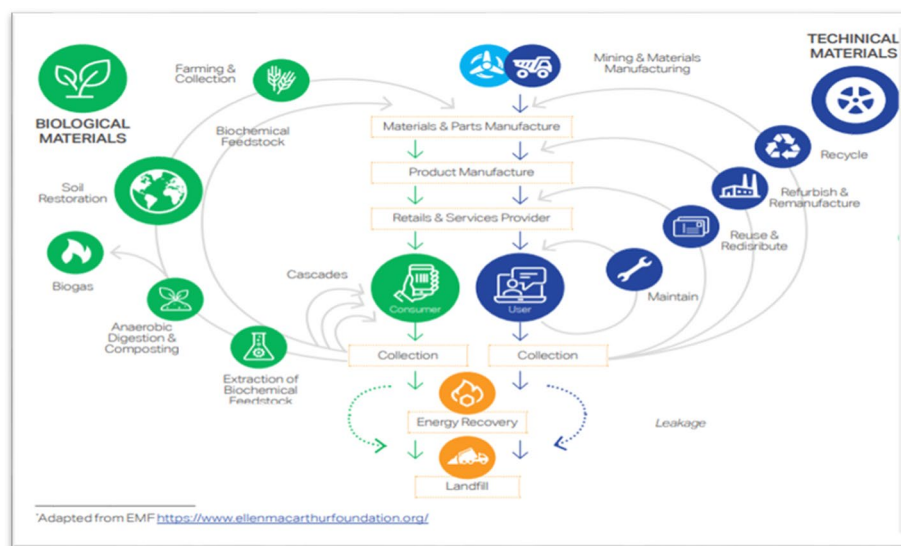 BIOLOGICAL
MATERIALS
Farming &
Collection
Biochemical
Feedstock
Soil
Restoration
Biogas
Anaerobic
Digestion &
Composting
Extraction of
Biochemical
Feedstock
Cascades
Mining & Materials
Manufacturing
Materials & Parts Manufacture
Product Manufacture
Retails & Services Provider
Consumer
User
Collection
Collection
Energy Recovery
Landfill
TECHINICAL
MATERIALS
Recycle
Refurbish &
Remanufacture
Reuse &
Redisribute
Maintain
Leakage
*Adapted from EMF https://www.ellenmacarthurfoundation.org/